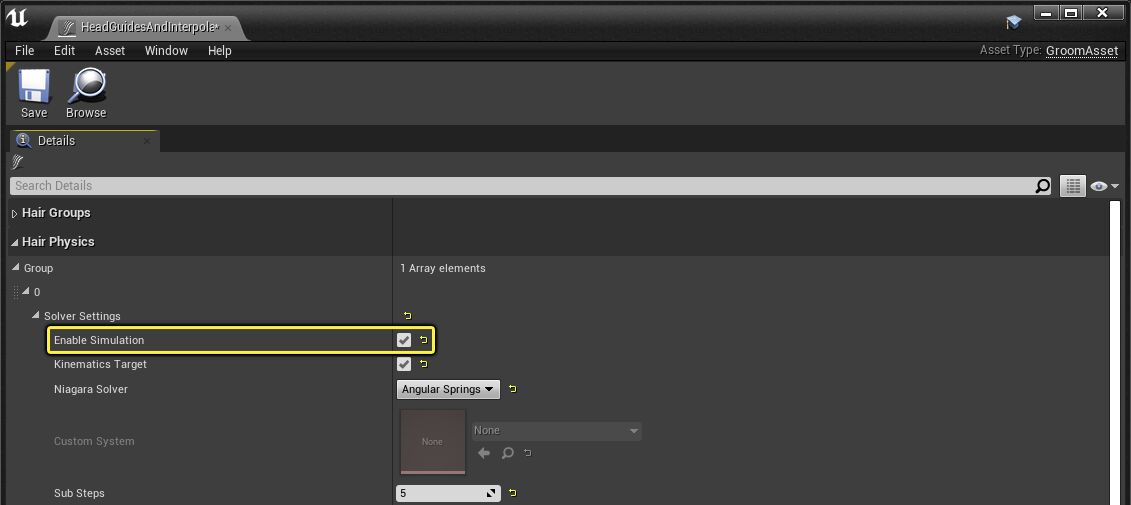 HeadGuidesAndInterpola*
File Edit Asset Window Help
Asset Type: GroomAsset
Save Browse
Details
Search Details
Hair Groups
Hair Physics
Group 1 Array elements
0
Solver Settings
Enable Simulation
Kinematics Target
Niagara Solver Angular Springs
None
Custom System None
Sub Steps 5